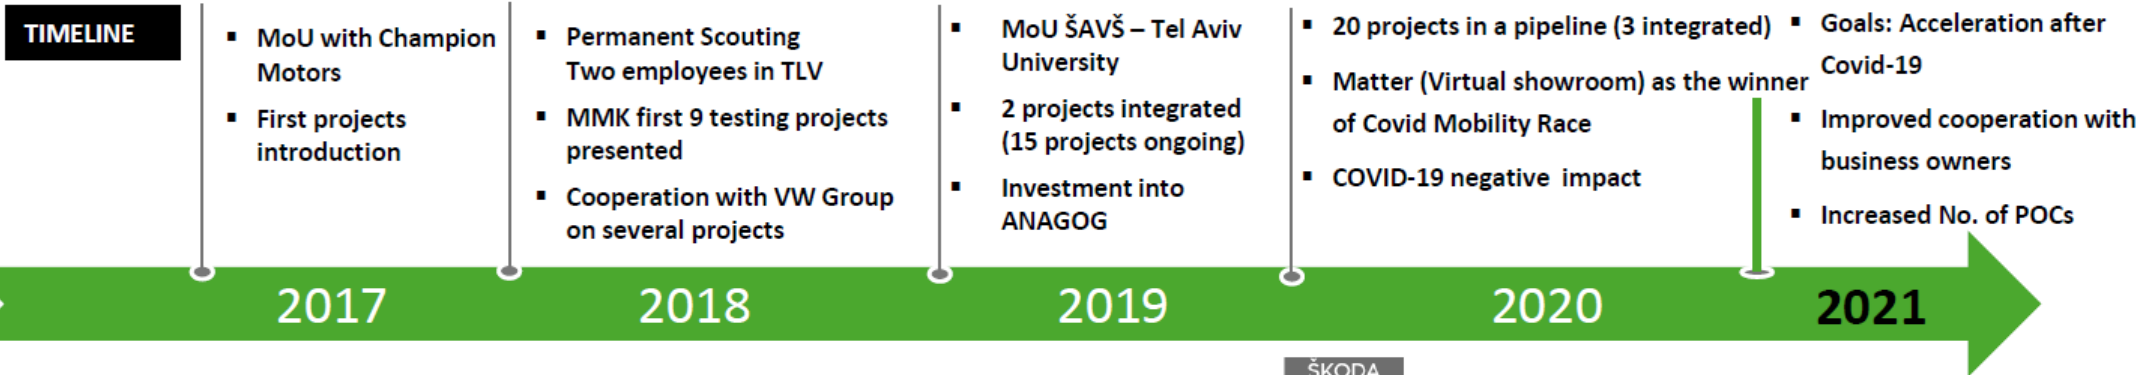 TIMELINE
▪ MoU with Champion
Motors
▪ First projects
introduction
▪ Permanent Scouting
Two employees in TLV
▪ MMK first 9 testing projects
presented
▪ Cooperation with VW Group
on several projects
▪ MoU ŠAVŠ – Tel Aviv
University
▪ 2 projects integrated
(15 projects ongoing)
▪ Investment into
ANAGOG
▪ 20 projects in a pipeline (3 integrated)
▪ Matter (Virtual showroom) as the winner
of Covid Mobility Race
▪ COVID-19 negative impact
▪ Goals: Acceleration after
Covid-19
▪ Improved cooperation with
business owners
▪ Increased No. of POCs
2017
2018
2019
2020
2021
ŠKODA